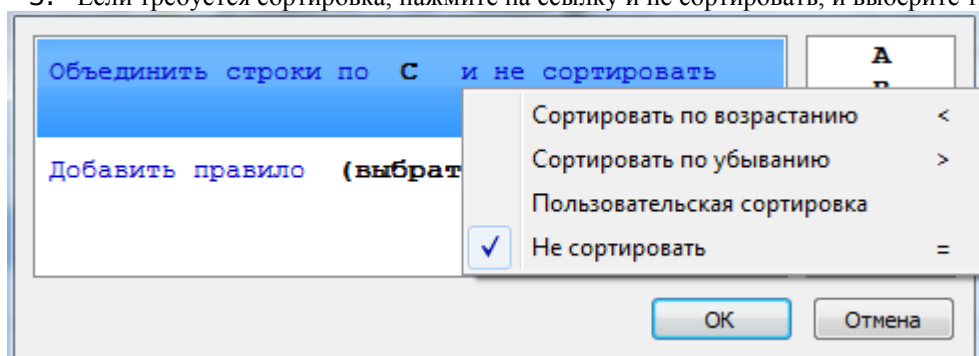 Если требуется сортировка, нажмите на ссылку и не сортировать, и выберите
Объединить строки по C и не сортировать
A
Сортировать по возрастанию <
Добавить правило (выбрат
Сортировать по убыванию >
Пользовательская сортировка
✓ Не сортировать =
OK
Отмена